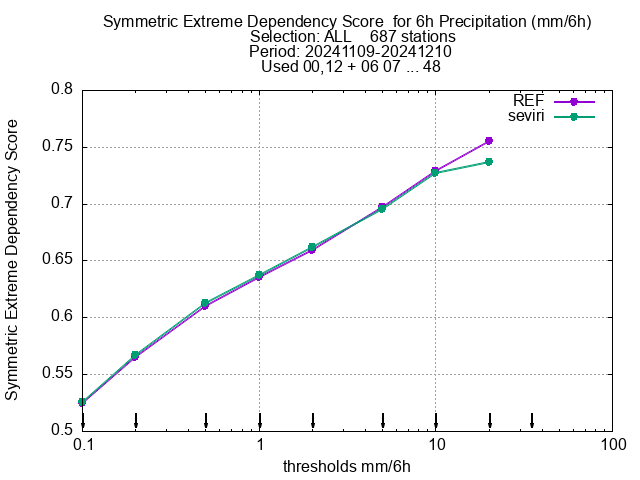 Symmetric Extreme Dependency Score for 6h Precipitation (mm/6h)
Selection: ALL 687 stations
Period: 20241109-20241210
Used 00,12 + 06 07 ... 48
REF
seviri
Symmetric Extreme Dependency Score
0.8
0.75
0.7
0.65
0.6
0.55
0.5
0.1 1 10 100
thresholds mm/6h